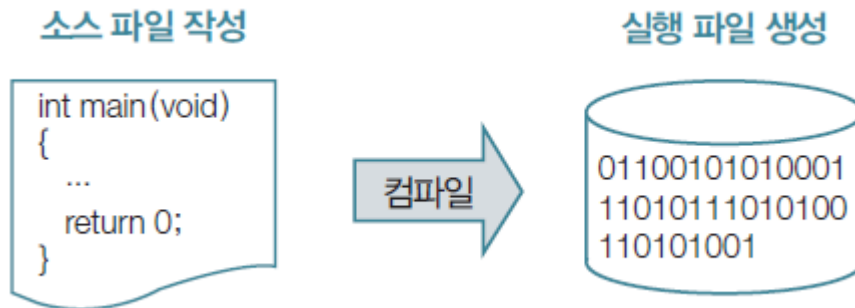 소스 파일 작성
실행 파일 생성
int main(void)
{
...
return 0;
}
컴파일
01100101010001
11010111010100
110101001